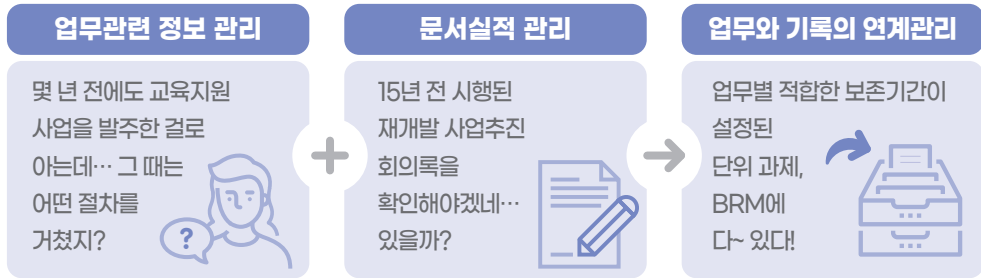 업무관련 정보 관리
몇 년 전에도 교육지원
사업을 발주한 걸로
아는데… 그 때는
어떤 절차를
거쳤지?
?
+
문서실적 관리
15년 전 시행된
재개발 사업추진
회의록을
확인해야겠네…
있을까?
업무와 기록의 연계관리
업무별 적합한 보존기간이
설정된
단위 과제,
BRM에
다~ 있다!